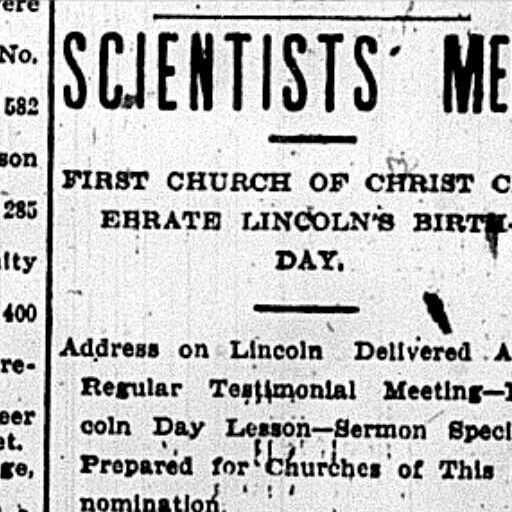 ere
No.
582
son
285
lty
400
re-
eer
et.
ge,
SCIENTISTS' ME
FIRST CHURCH OF CHRIST C
EBRATE LINCOLN'S BIRTH-
DAY.
Address on Lincoln Delivered A
Regular Testimonial Meeting—
coln Day Lesson—Sermon Speci
Prepared for Churches of This
nomination.